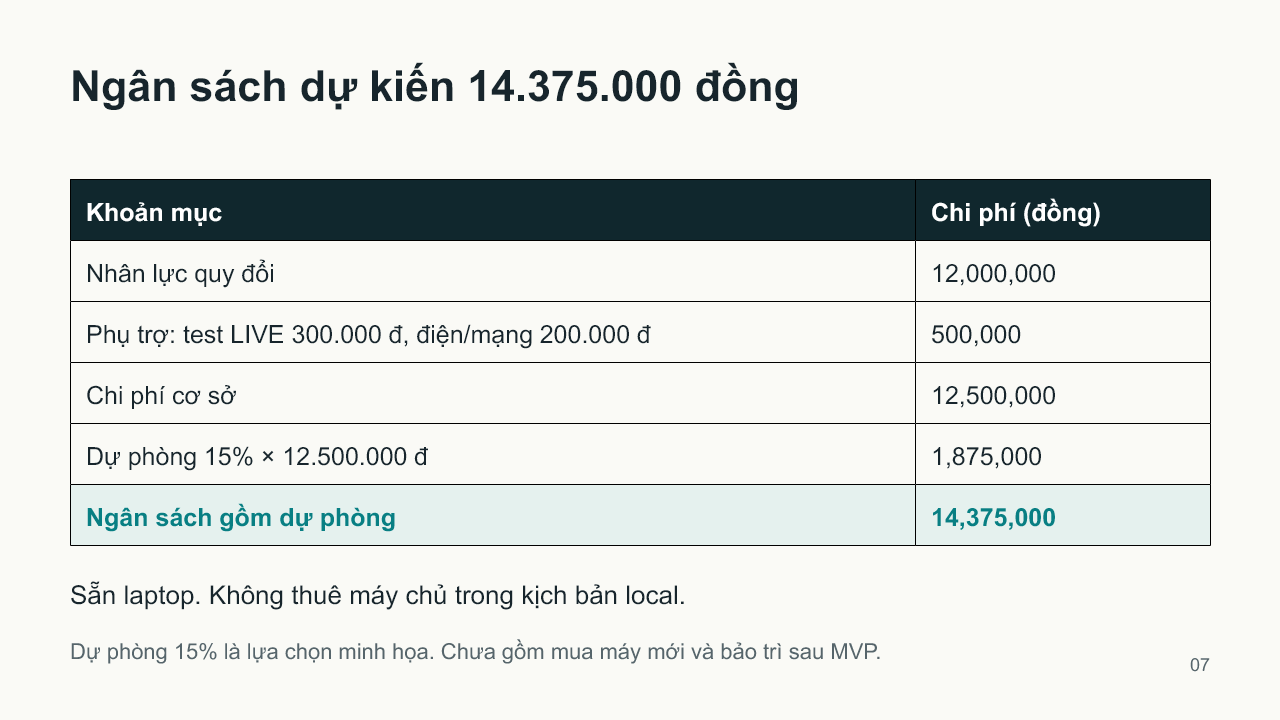 Ngân sách dự kiến 14.375.000 đồng
Khoản mục Chi phí (đồng)
Nhân lực quy đổi 12,000,000
Phụ trợ: test LIVE 300.000 đ, điện/mạng 200.000 đ 500,000
Chi phí cơ sở 12,500,000
Dự phòng 15% × 12.500.000 đ 1,875,000
Ngân sách gồm dự phòng 14,375,000
Sẵn laptop. Không thuê máy chủ trong kịch bản local.
Dự phòng 15% là lựa chọn minh họa. Chưa gồm mua máy mới và bảo trì sau MVP.
07